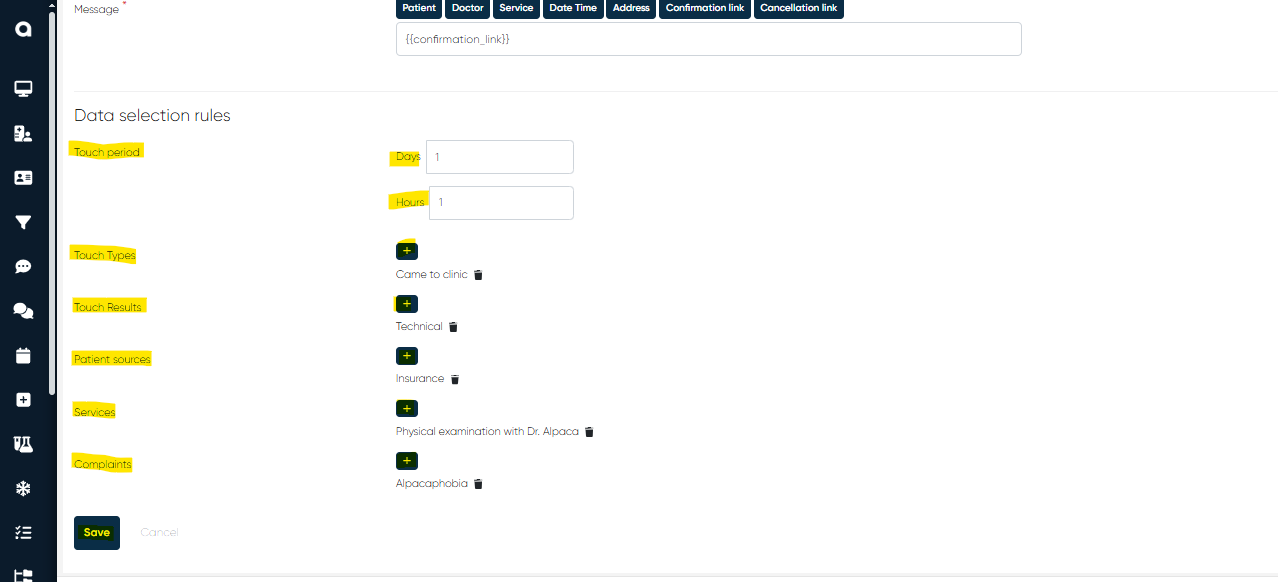 Message *
Patient Doctor Service Date Time Address Confirmation link Cancellation link
{{confirmation_link}}
Data selection rules
Touch period
Days 1
Hours 1
Touch Types
+
Came to clinic
Touch Results
+
Technical
Patient sources
+
Insurance
Services
+
Physical examination with Dr. Alpaca
Complaints
+
Alpacaphobia
Save Cancel